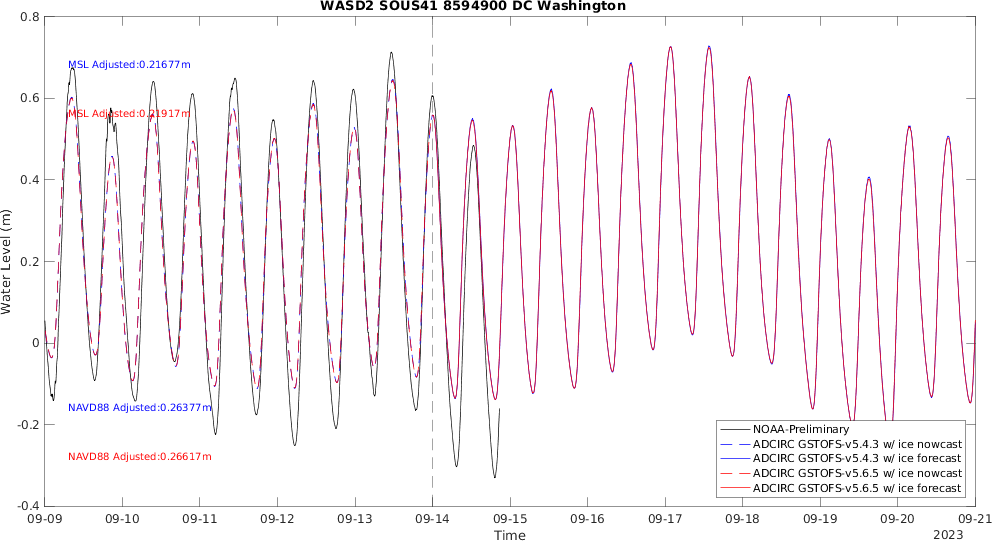 WASD2 SOUS41 8594900 DC Washington
0.8
0.6
0.4
0.2
0
-0.2
-0.4
Water Level (m)
MSL Adjusted:0.21677m
MSL Adjusted:0.21917m
NAVD88 Adjusted:0.26377m
NAVD88 Adjusted:0.26617m
NOAA-Preliminary
ADCIRC GSTOFS-v5.4.3 w/ ice nowcast
ADCIRC GSTOFS-v5.4.3 w/ ice forecast
ADCIRC GSTOFS-v5.6.5 w/ ice nowcast
ADCIRC GSTOFS-v5.6.5 w/ ice forecast
09-09 09-10 09-11 09-12 09-13 09-14 09-15 09-16 09-17 09-18 09-19 09-20 09-21
Time
2023